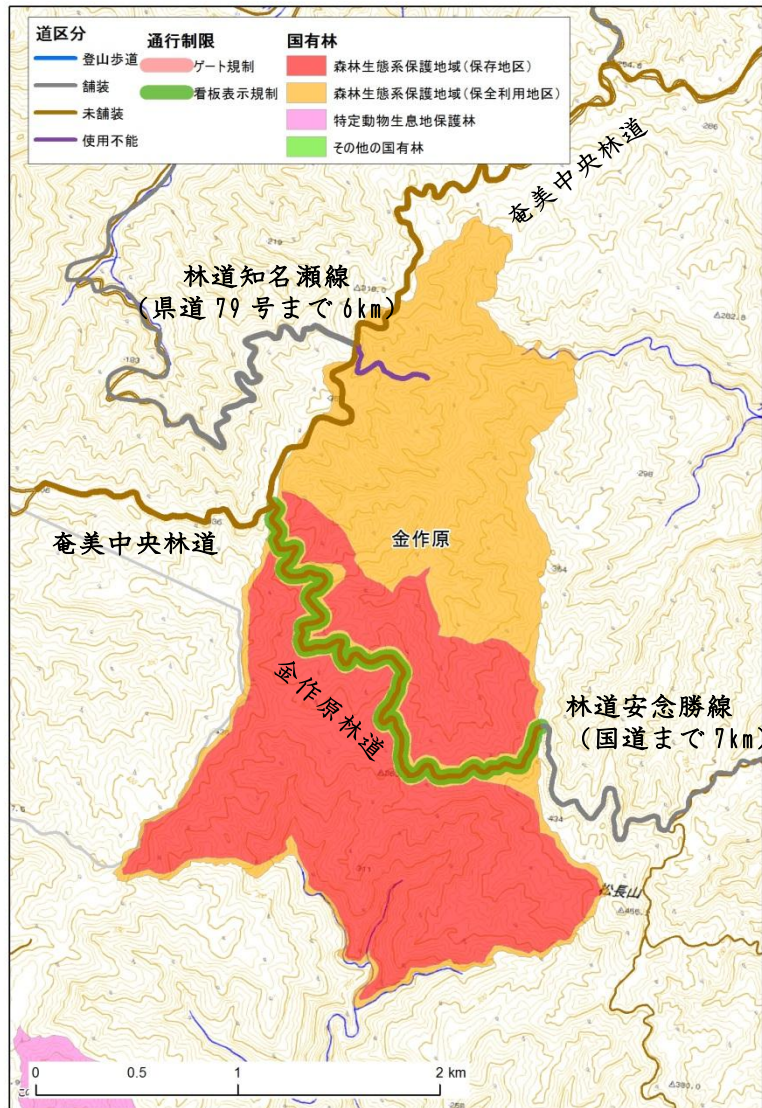 道区分
登山歩道
舗装
未舗装
使用不能
通行制限
ゲート規制
看板表示規制
国有林
森林生態系保護地域(保存地区)
森林生態系保護地域(保全利用地区)
特定動物生息地保護林
その他の国有林
奄美中央林道
林道知名瀬線
(県道79号まで6km)
奄美中央林道
金作原
金作原林道
林道安念勝線
(国道まで7km)
松長山
219
286
298
183
364
434
311
0 0.5 1 2 km